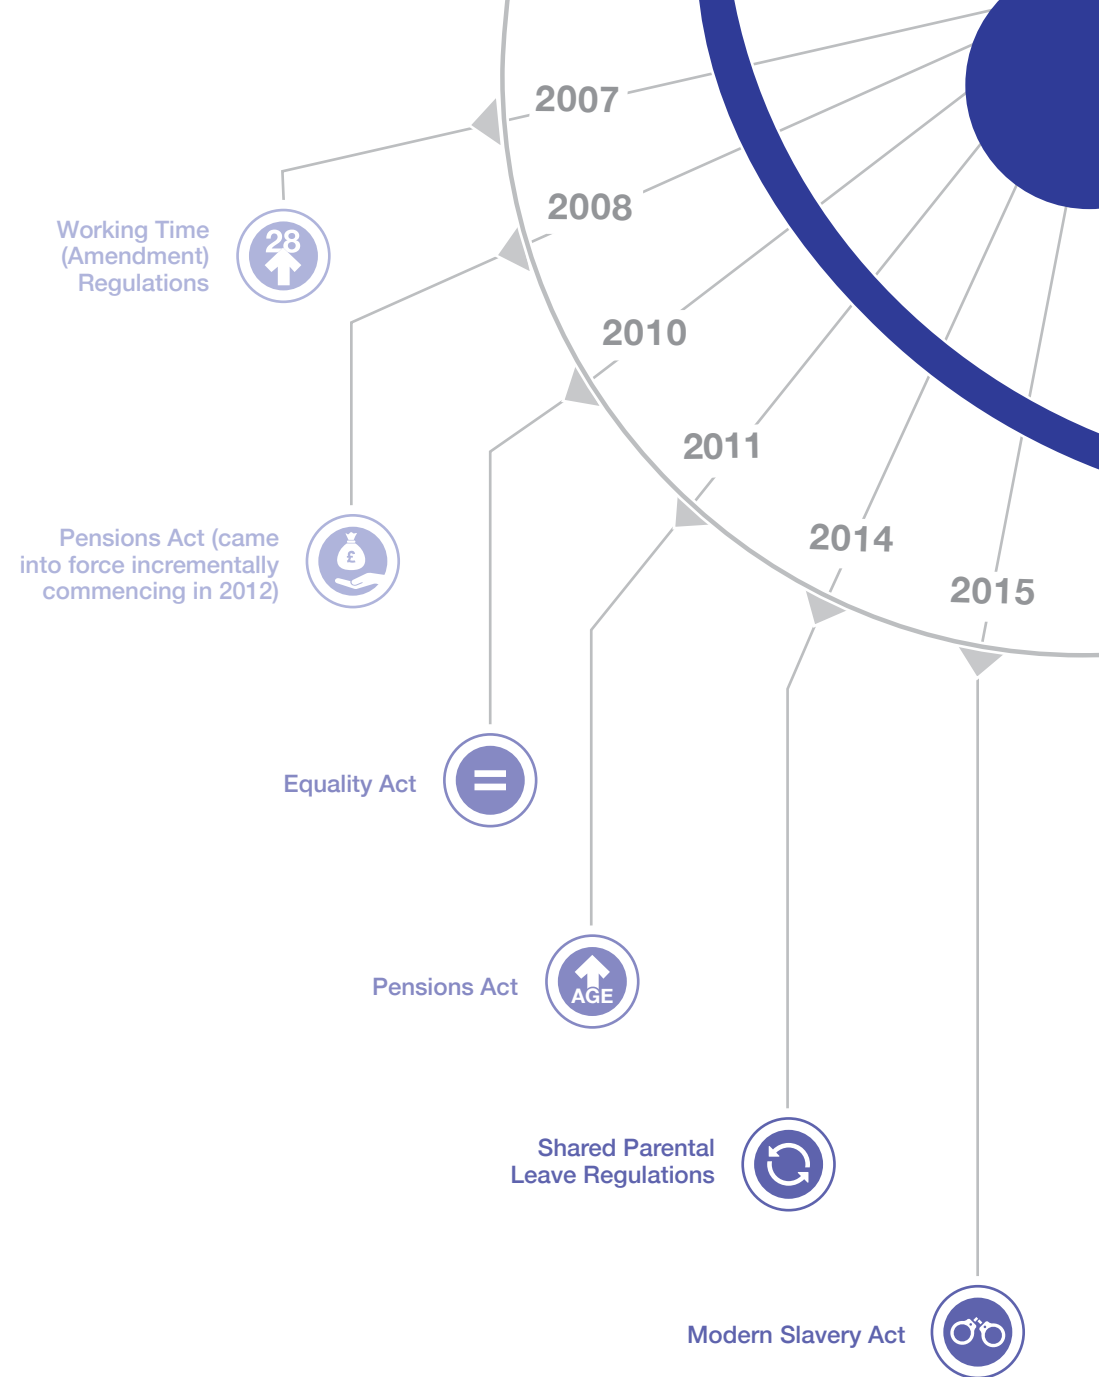 2007
2008
Working Time
(Amendment)
Regulations
28
2010
2011
2014
Pensions Act (came
into force incrementally
commencing in 2012)
£
2015
Equality Act
=
Pensions Act
AGE
Shared Parental
Leave Regulations
Modern Slavery Act